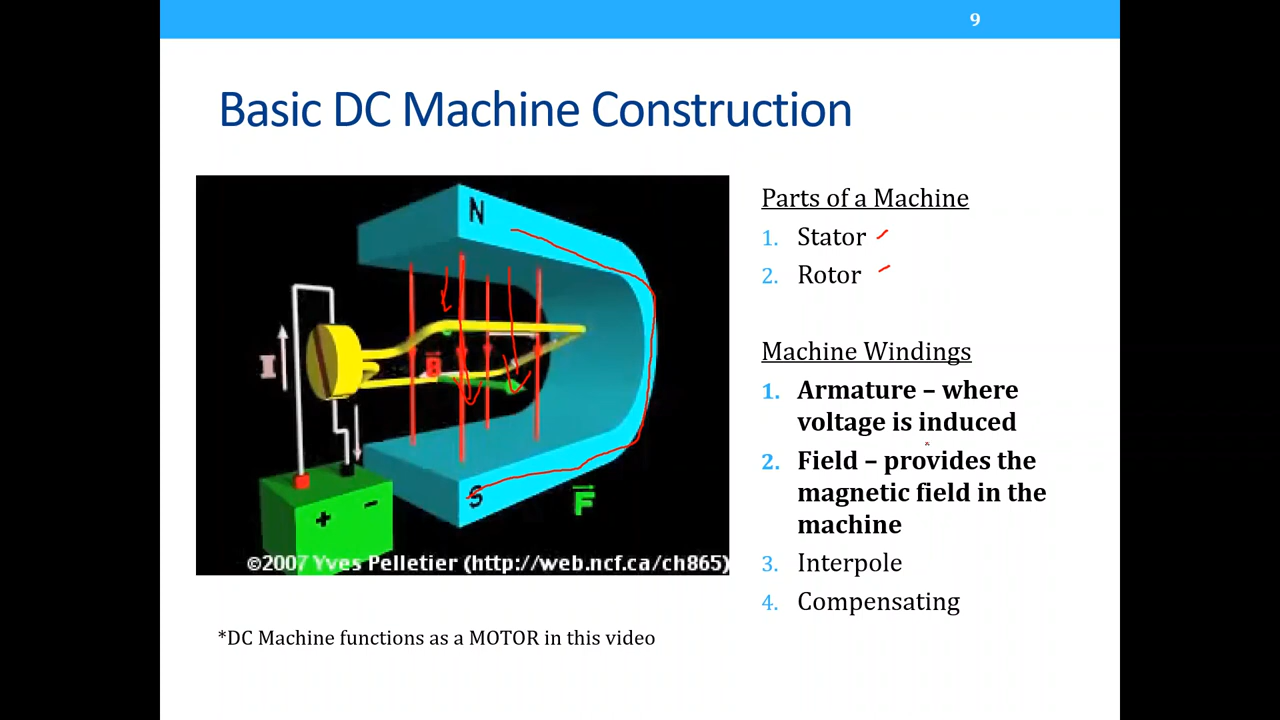 9
Basic DC Machine Construction
N
I
B
S
F
+ -
©2007 Yves Pelletier (http://web.ncf.ca/ch865)
*DC Machine functions as a MOTOR in this video
Parts of a Machine
1. Stator
2. Rotor
Machine Windings
1. Armature – where
voltage is induced
2. Field – provides the
magnetic field in the
machine
3. Interpole
4. Compensating